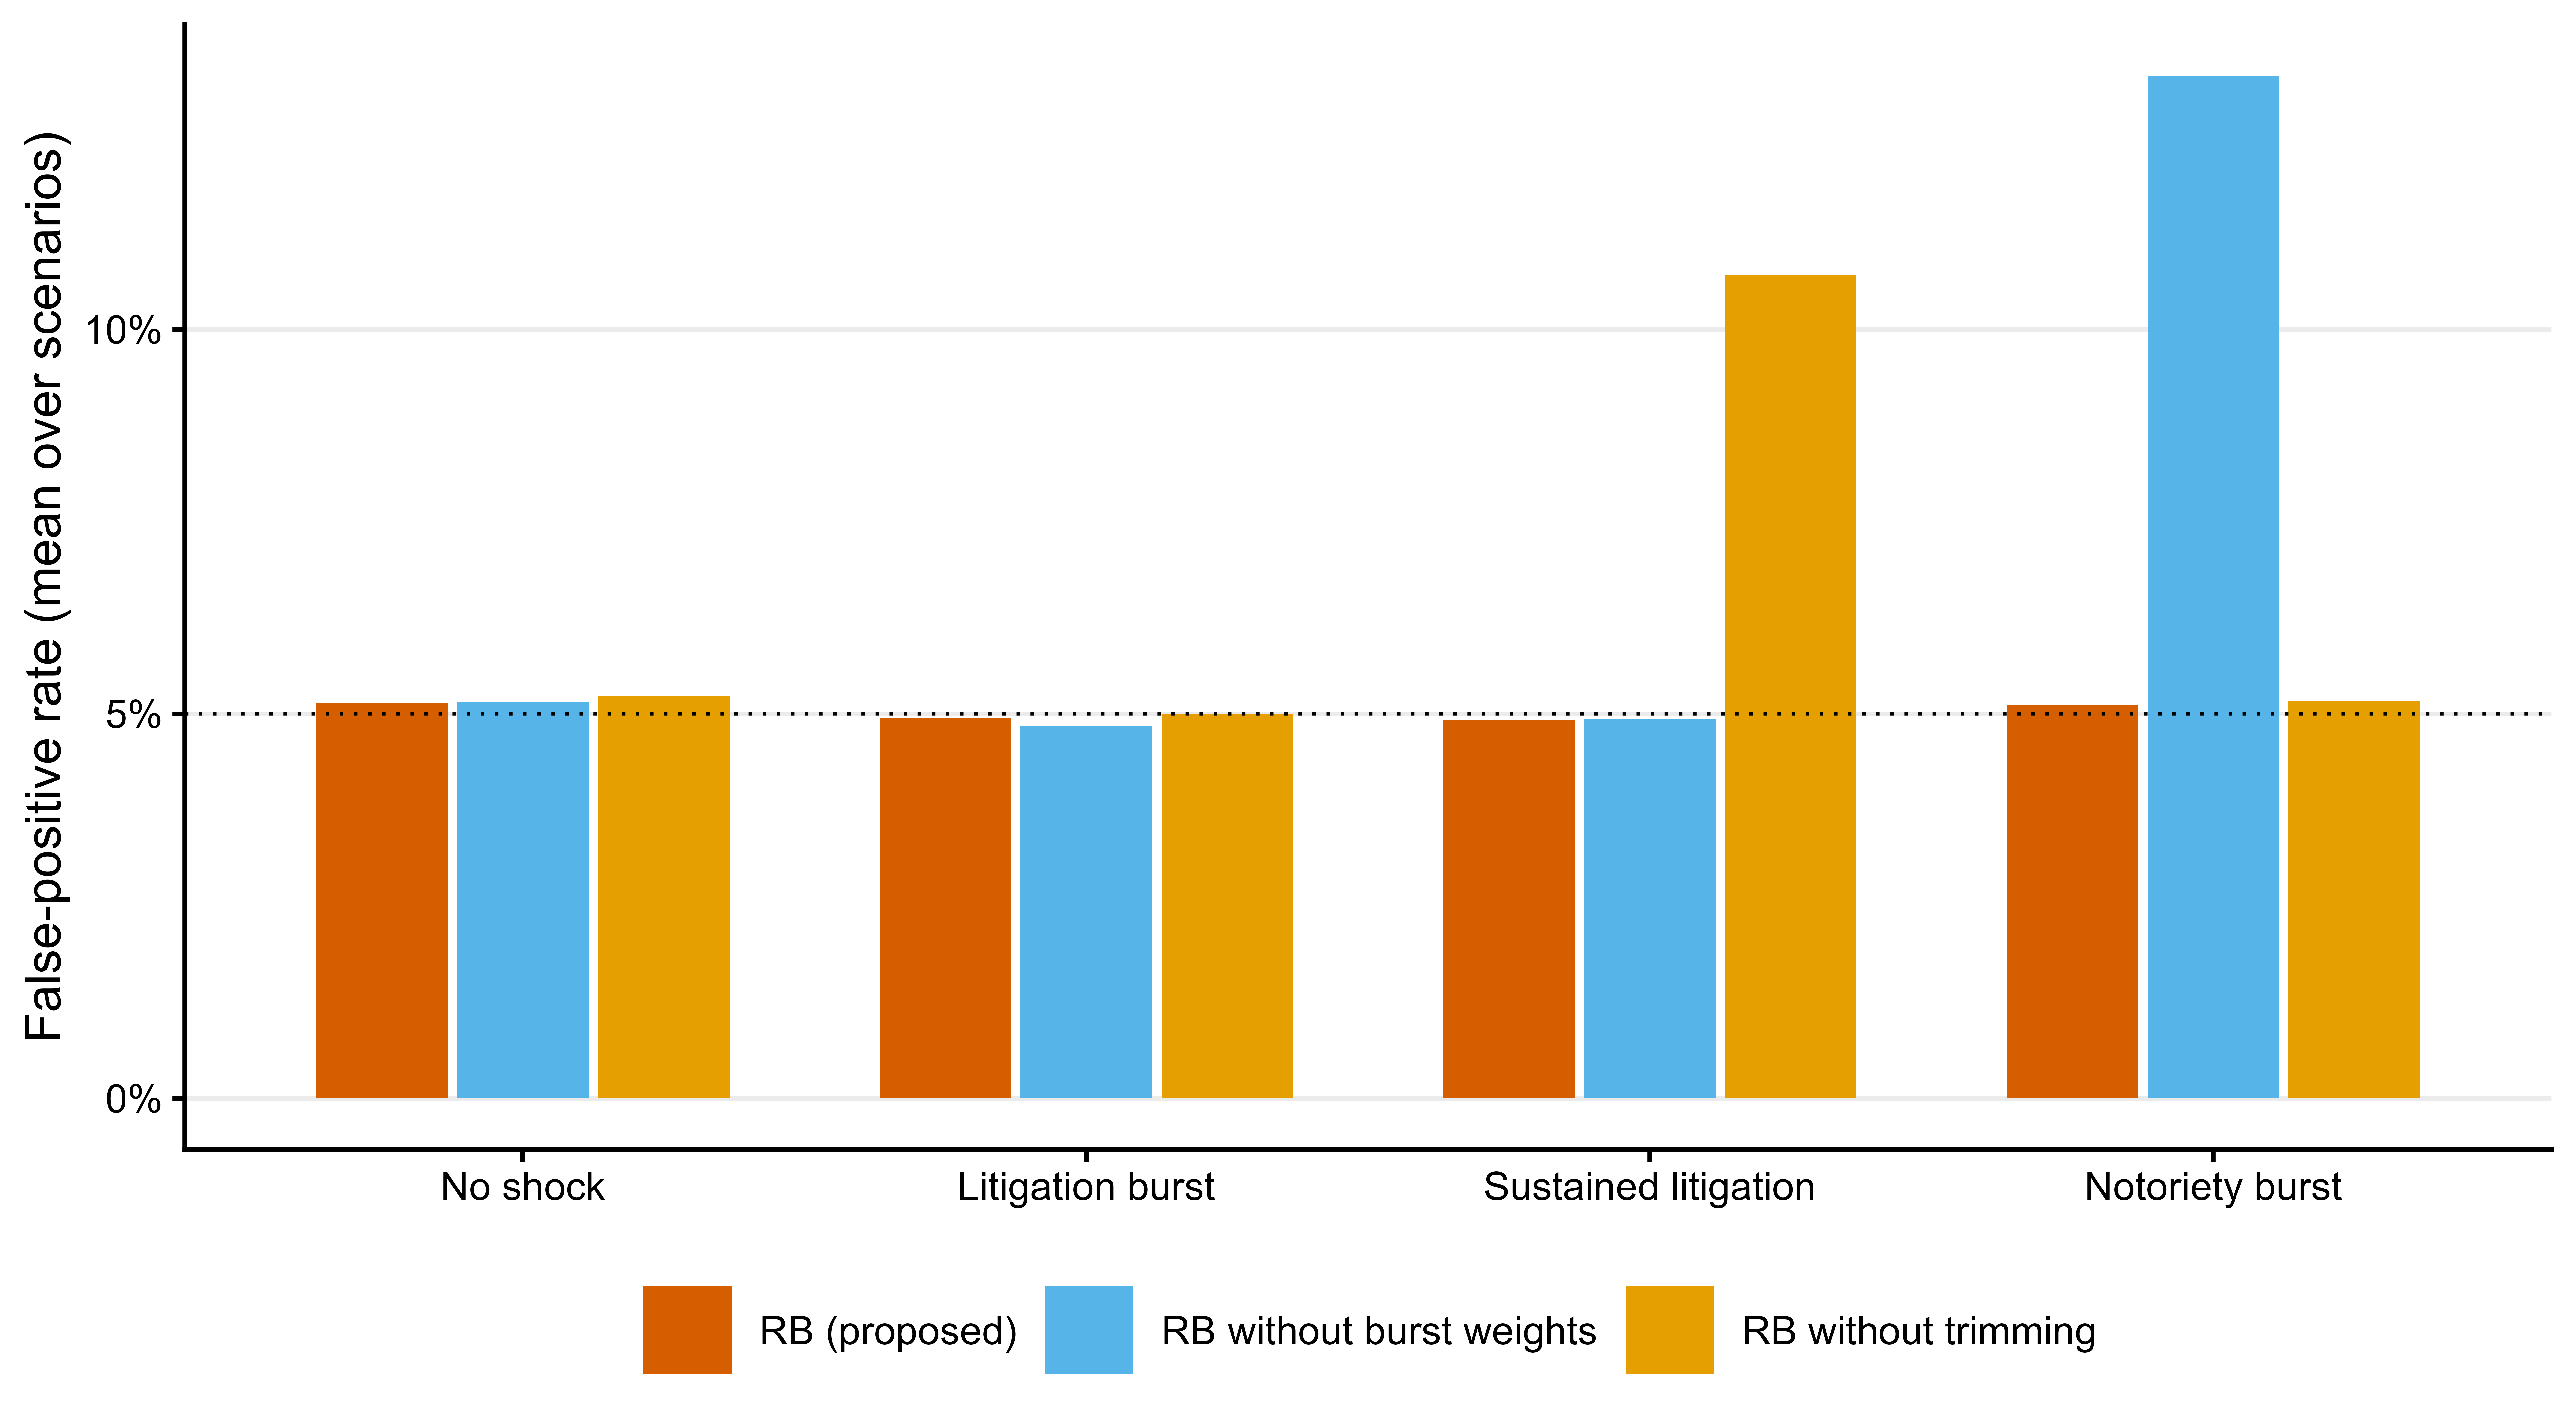 False-positive rate (mean over scenarios)
10%
5%
0%
No shock
Litigation burst
Sustained litigation
Notoriety burst
RB (proposed)
RB without burst weights
RB without trimming